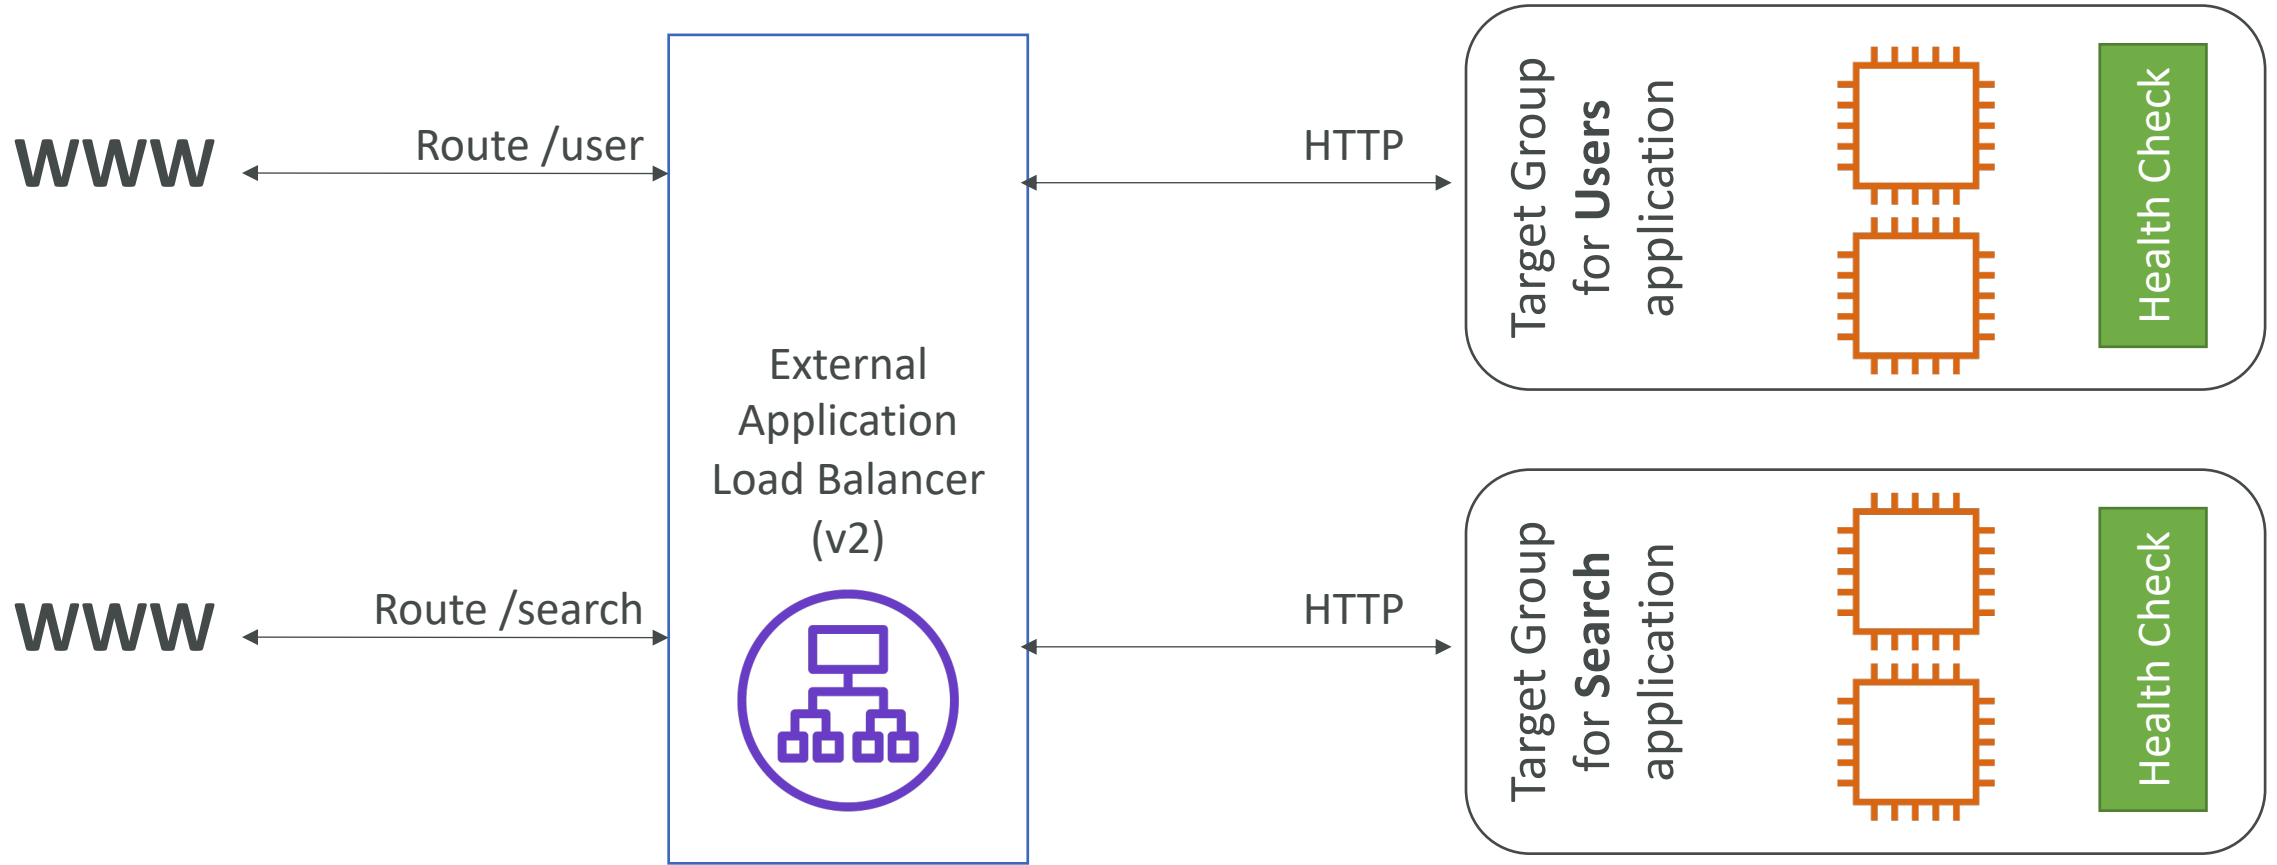 WWW
Route /user
External
Application
Load Balancer
(v2)
HTTP
Target Group
for Users
application
Health Check
WWW
Route /search
HTTP
Target Group
for Search
application
Health Check